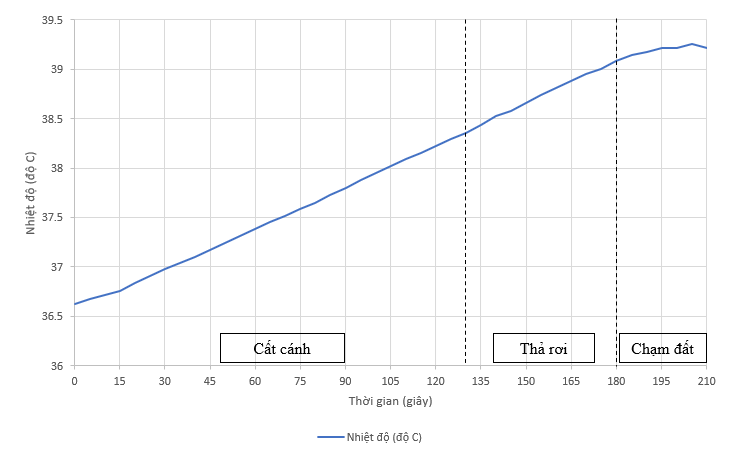 39.5
39
38.5
38
37.5
37
36.5
36
Nhiệt độ (độ C)
Cất cánh
Thả rơi
Chạm đất
0 15 30 45 60 75 90 105 120 135 150 165 180 195 210
Thời gian (giây)
Nhiệt độ (độ C)